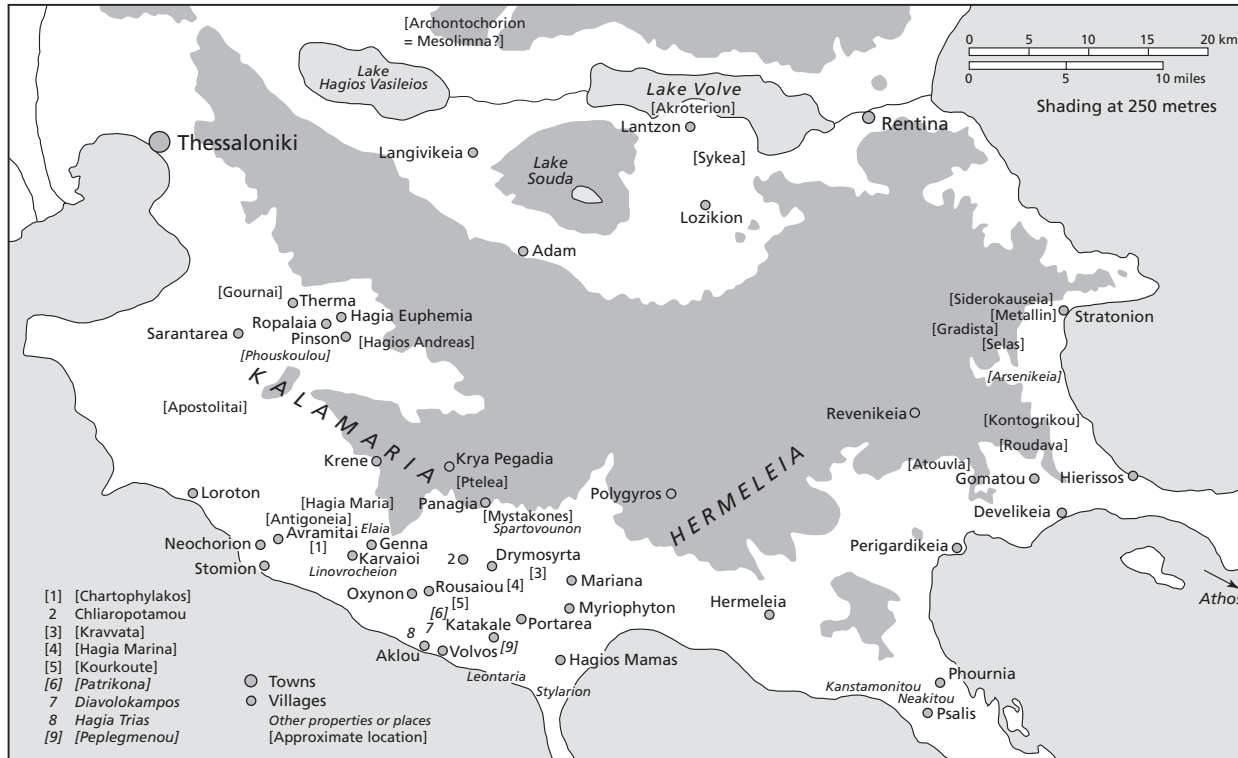 [Archontochorion
= Mesolimna?]
0 5 10 15 20 km
0 5 10 miles
Shading at 250 metres
Lake
Hagios Vasileios
Lake Volve
[Akroterion]
Lantzon
Rentina
Thessaloniki
Langivikeia
Lake
Souda
[Sykea]
Lozikion
Adam
[Gournai]
Therma
Hagia Euphemia
Ropalaia
Sarantarea
Pinson
[Hagios Andreas]
[Phouskoulou]
[Siderokauseia]
[Metallin]
Stratonion
[Gradista]
[Selas]
[Arsenikeia]
KALAMARIA
[Apostolitai]
Revenikeia
[Kontogrikou]
[Roudava]
Krene
Krya Pegadia
[Ptelea]
HERMELEIA
[Atouvla]
Gomatou
Hierissos
Loroton
[Hagia Maria]
Panagia
Polygyros
[Antigoneia]
[Mystakones]
Spartovounon
Develikeia
Avramitai
Elaia
Neochorion
[1]
Genna
Karvaioi
2
Drymosyrta
Perigardikeia
Stomion
Linovrocheion
[3]
Mariana
Athos
Oxynon
Rousaiou
[4]
[5]
Myriophyton
Hermeleia
[6]
Portarea
Katakale
8
7
[9]
Aklou
Volvos
Hagios Mamas
Leontaria
Stylarion
Phournia
Kanstamonitou
Neakitou
Psalis
[1] [Chartophylakos]
2 Chliaropotamou
[3] [Kravvata]
[4] [Hagia Marina]
[5] [Kourkoute]
[6] [Patrikona]
7 Diavolokampos
8 Hagia Trias
[9] [Peplegmenou]
Towns
Villages
Other properties or places
[Approximate location]